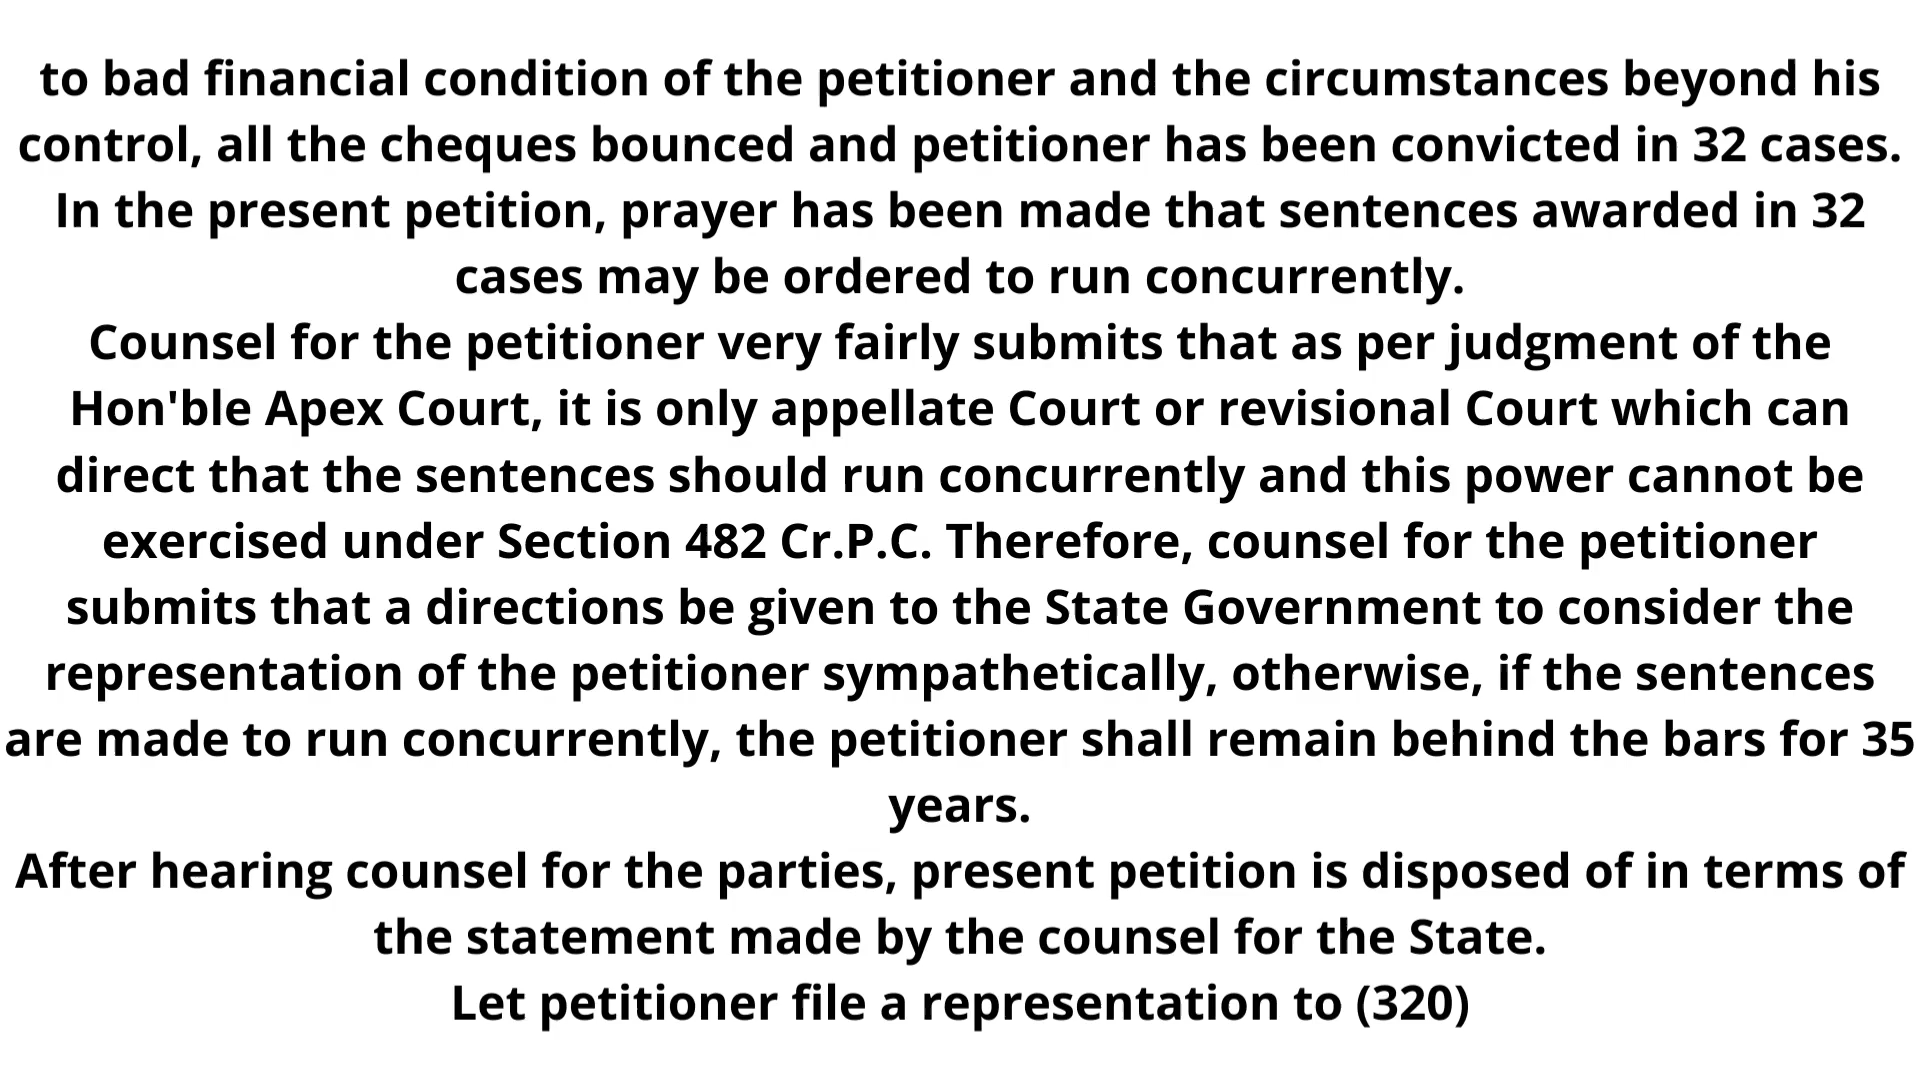 to bad financial condition of the petitioner and the circumstances beyond his
control, all the cheques bounced and petitioner has been convicted in 32 cases.
In the present petition, prayer has been made that sentences awarded in 32
cases may be ordered to run concurrently.
Counsel for the petitioner very fairly submits that as per judgment of the
Hon'ble Apex Court, it is only appellate Court or revisional Court which can
direct that the sentences should run concurrently and this power cannot be
exercised under Section 482 Cr.P.C. Therefore, counsel for the petitioner
submits that a directions be given to the State Government to consider the
representation of the petitioner sympathetically, otherwise, if the sentences
are made to run concurrently, the petitioner shall remain behind the bars for 35
years.
After hearing counsel for the parties, present petition is disposed of in terms of
the statement made by the counsel for the State.
Let petitioner file a representation to (320)